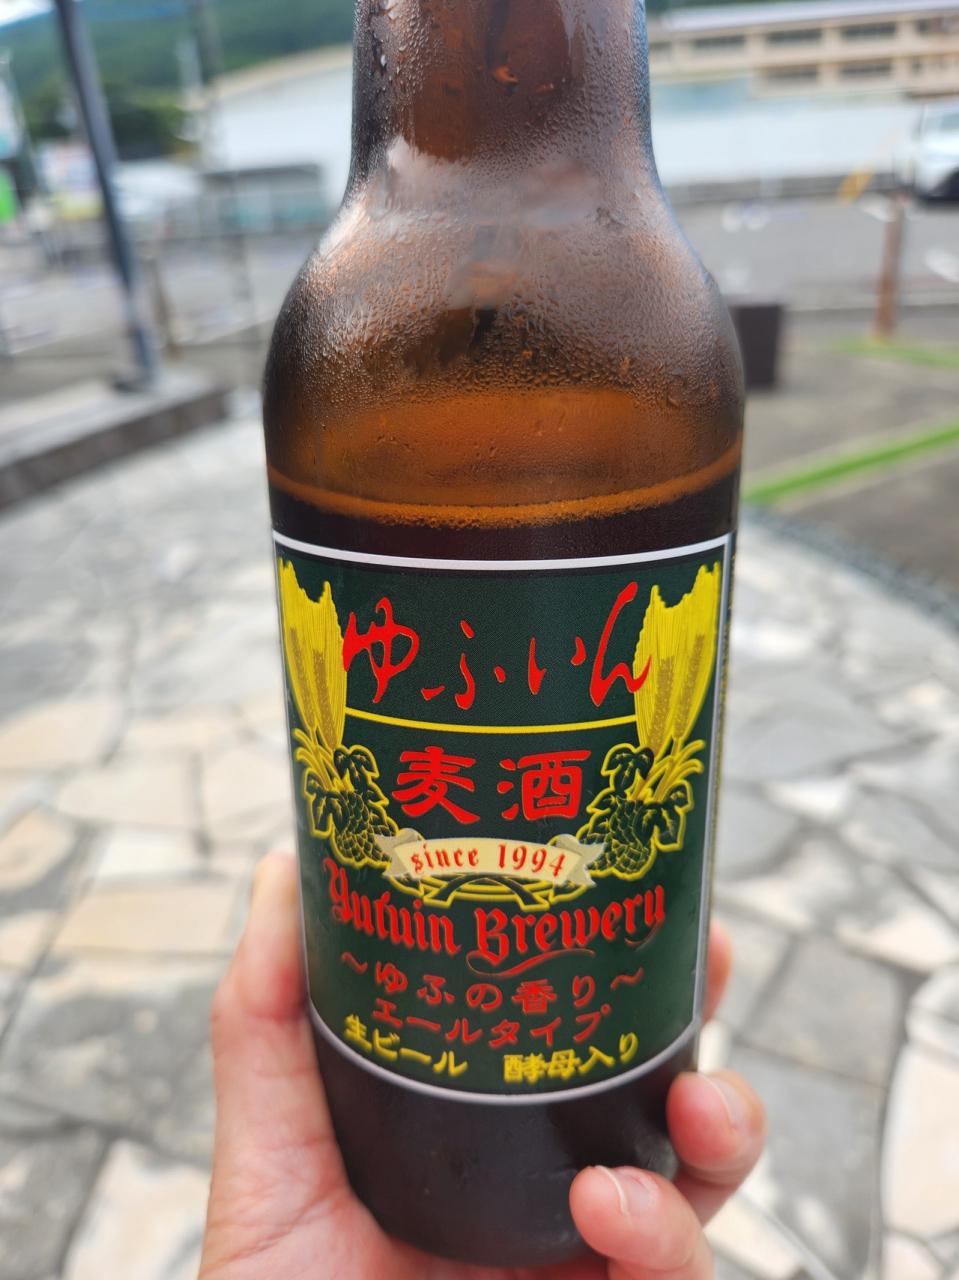 ゆふいん
麦酒
since 1994
Yufuin Brewery
~ゆふの香り~
エールタイプ
生ビール 酵母入り